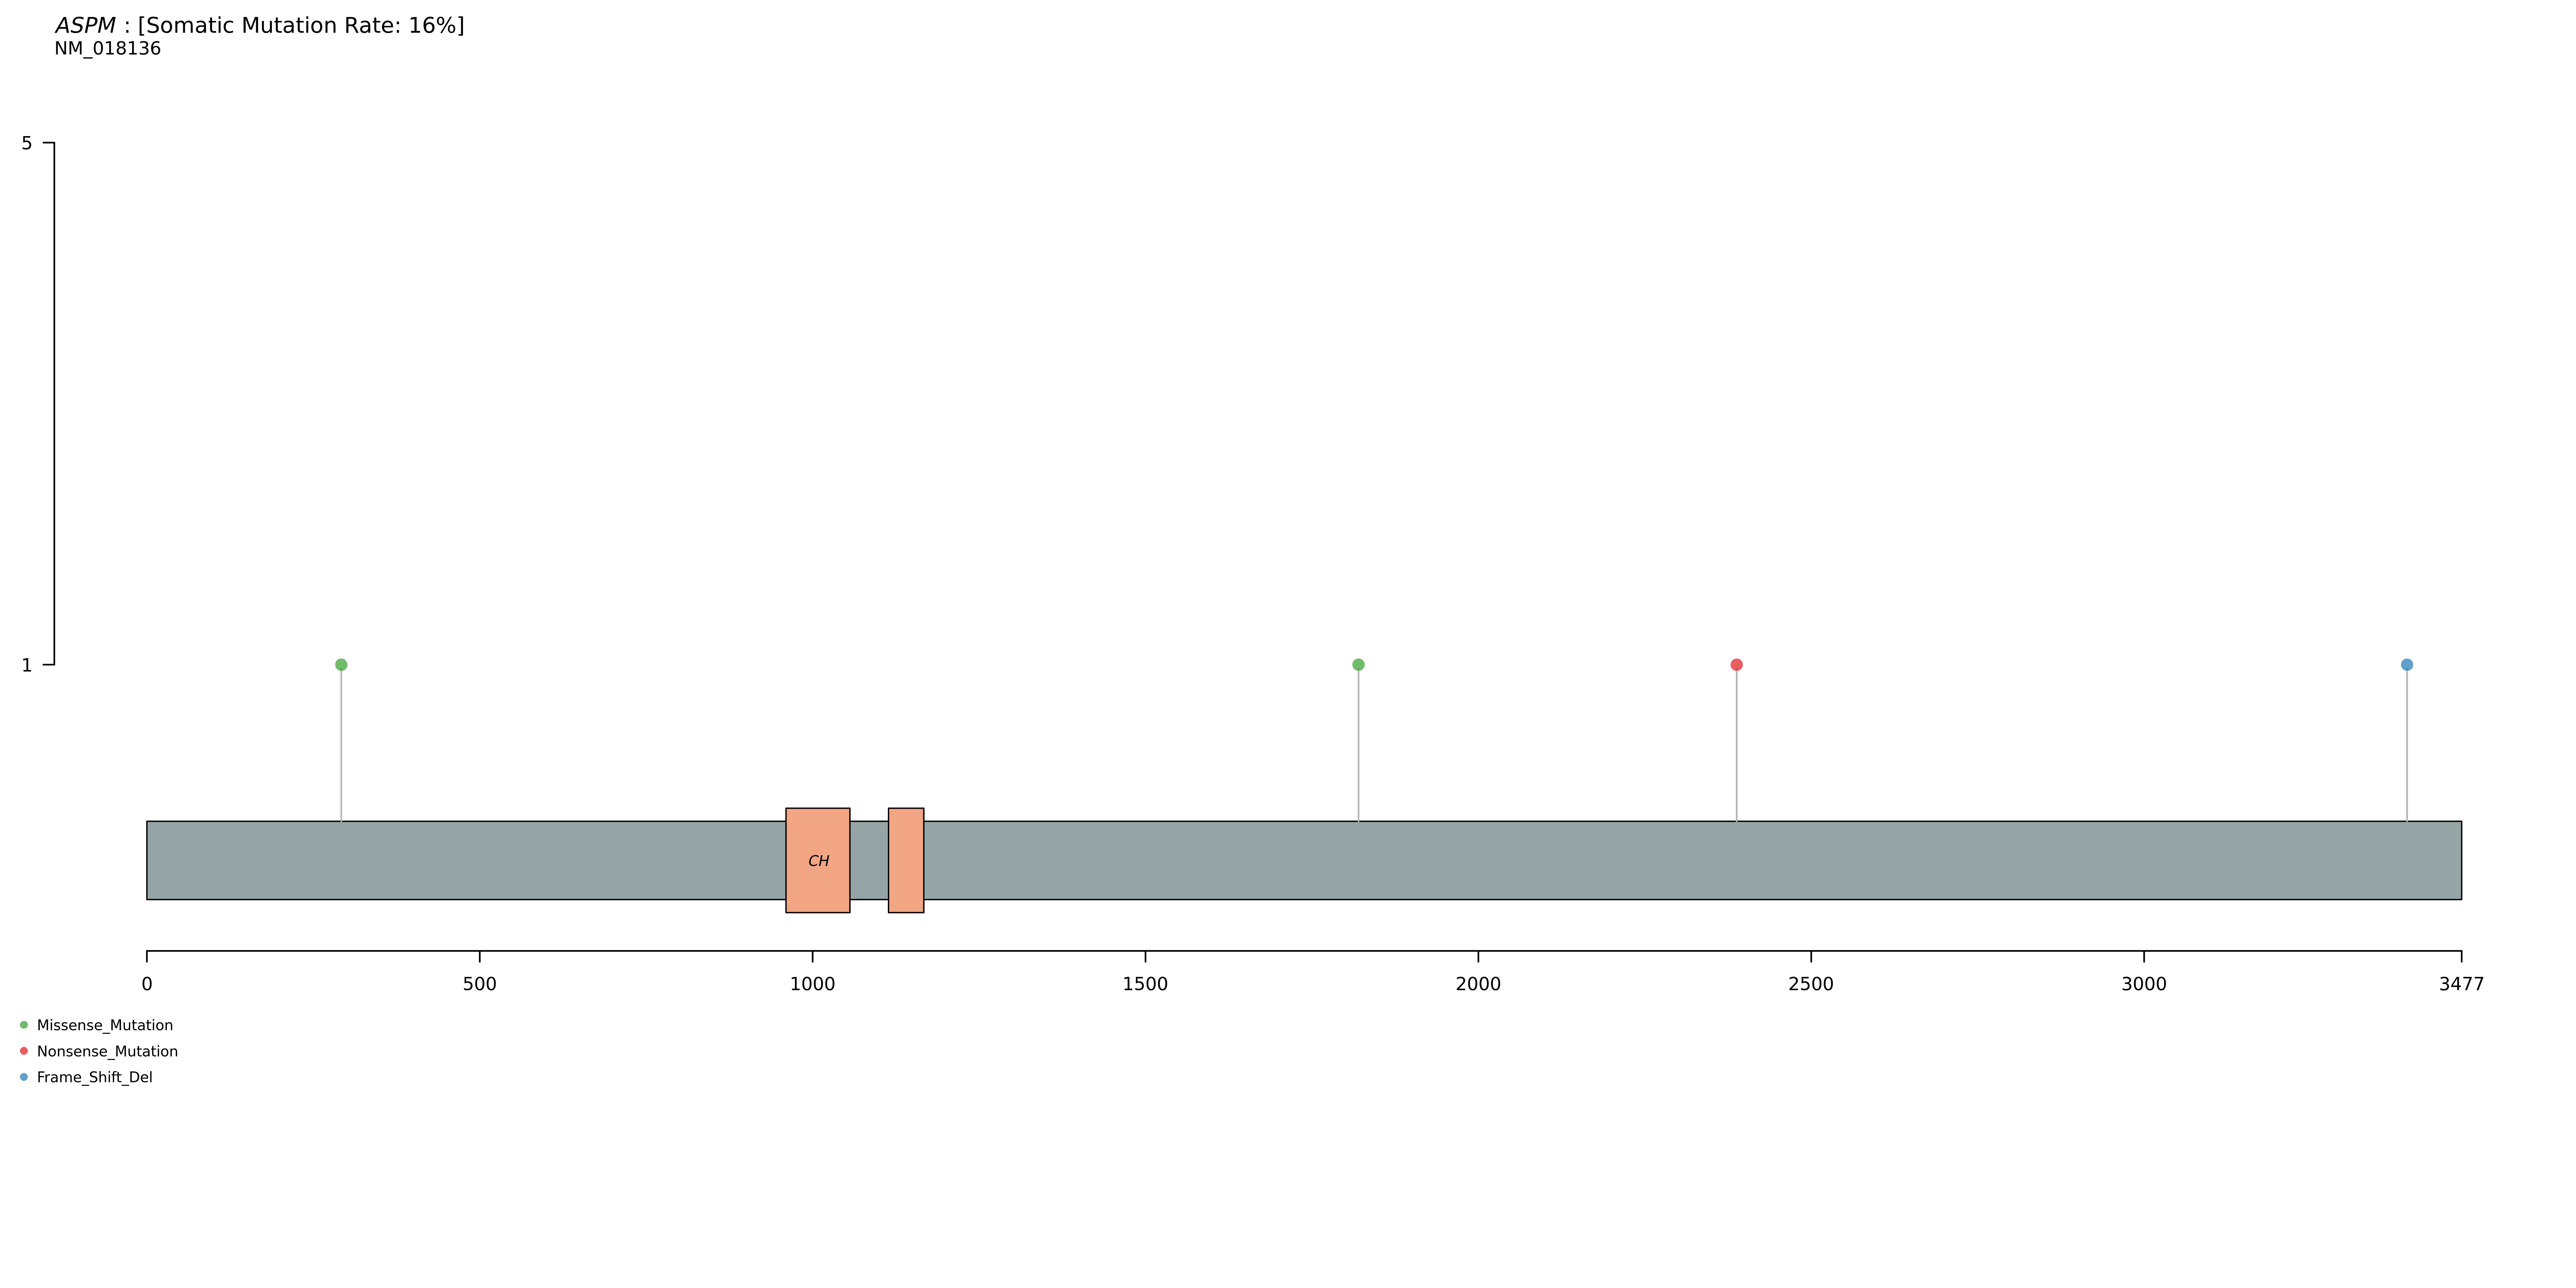 ASPM : [Somatic Mutation Rate: 16%]
NM_018136
5
1
CH
0 500 1000 1500 2000 2500 3000 3477
Missense_Mutation
Nonsense_Mutation
Frame_Shift_Del